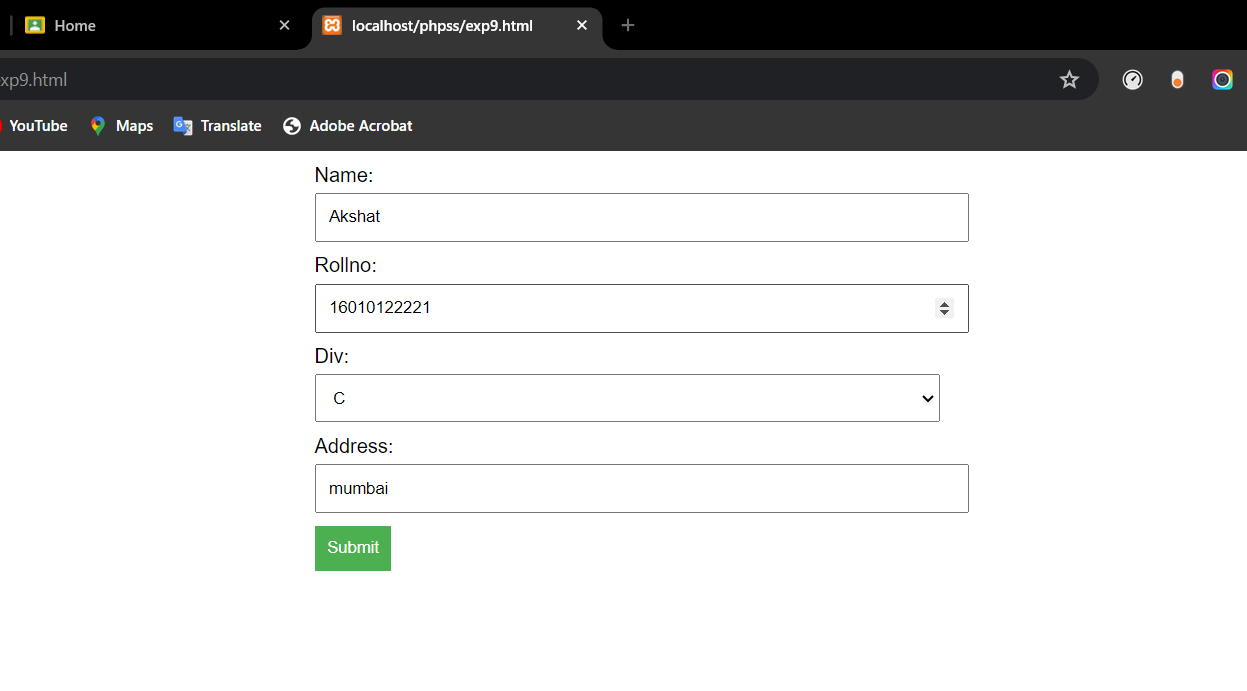 Home
localhost/phpss/exp9.html
xp9.html
YouTube Maps Translate Adobe Acrobat
Name:
Akshat
Rollno:
16010122221
Div:
C
Address:
mumbai
Submit